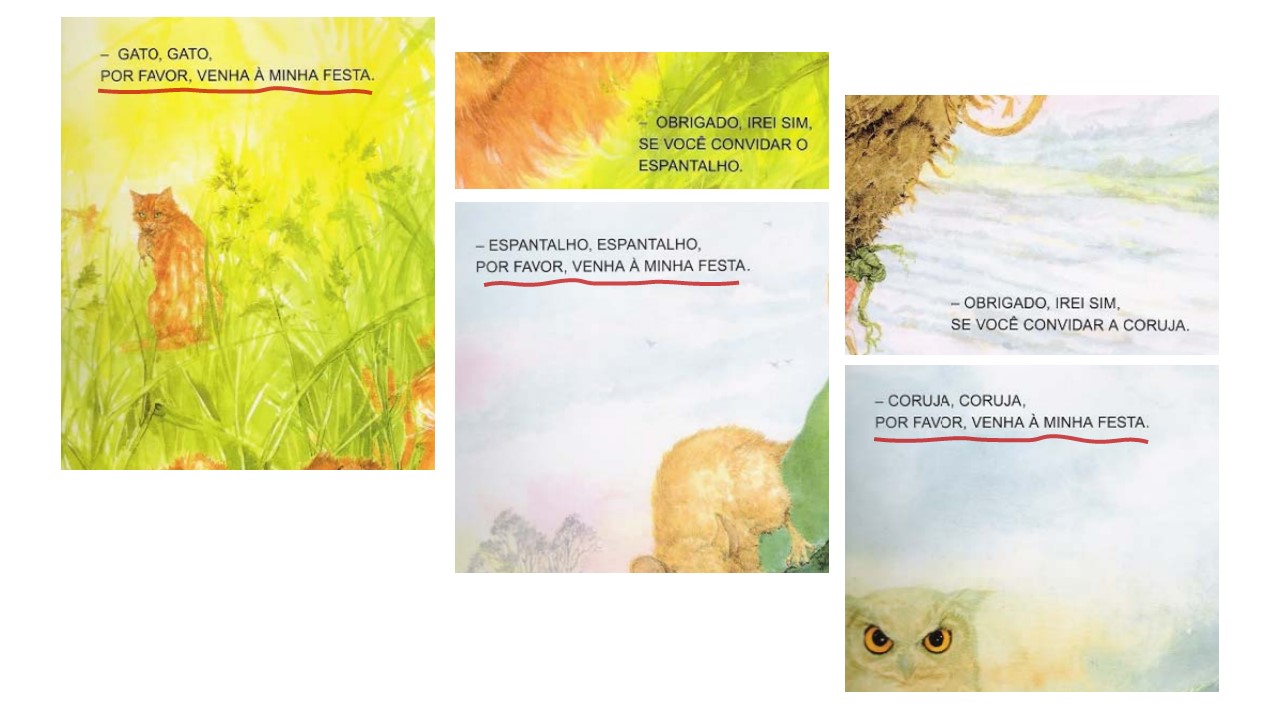 – GATO, GATO,
POR FAVOR, VENHA À MINHA FESTA.
– OBRIGADO, IREI SIM,
SE VOCÊ CONVIDAR O
ESPANTALHO.
– ESPANTALHO, ESPANTALHO,
POR FAVOR, VENHA À MINHA FESTA.
– OBRIGADO, IREI SIM,
SE VOCÊ CONVIDAR A CORUJA.
– CORUJA, CORUJA,
POR FAVOR, VENHA À MINHA FESTA.